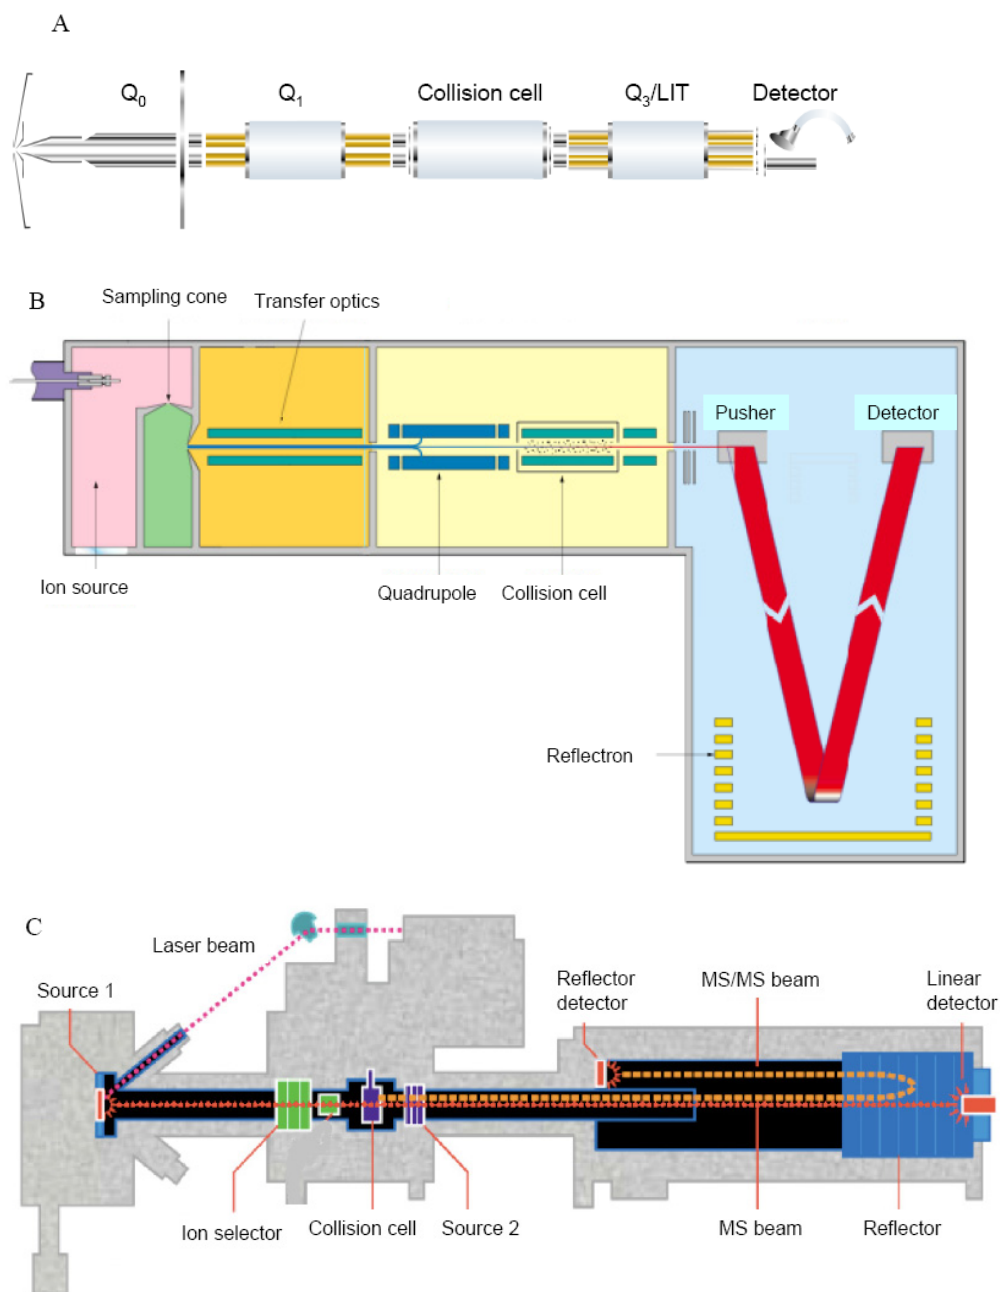 A
Q0
Q1
Collision cell
Q3/LIT
Detector
B
Sampling cone
Transfer optics
Pusher
Detector
Ion source
Quadrupole
Collision cell
Reflectron
C
Laser beam
Source 1
Reflector
detector
MS/MS beam
Linear
detector
Ion selector
Collision cell
Source 2
MS beam
Reflector